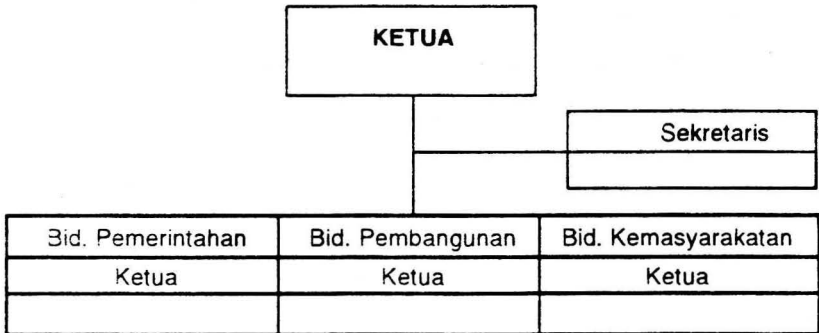 KETUA
Sekretaris
Bid. Pemerintahan
Bid. Pembangunan
Bid. Kemasyarakatan
Ketua
Ketua
Ketua